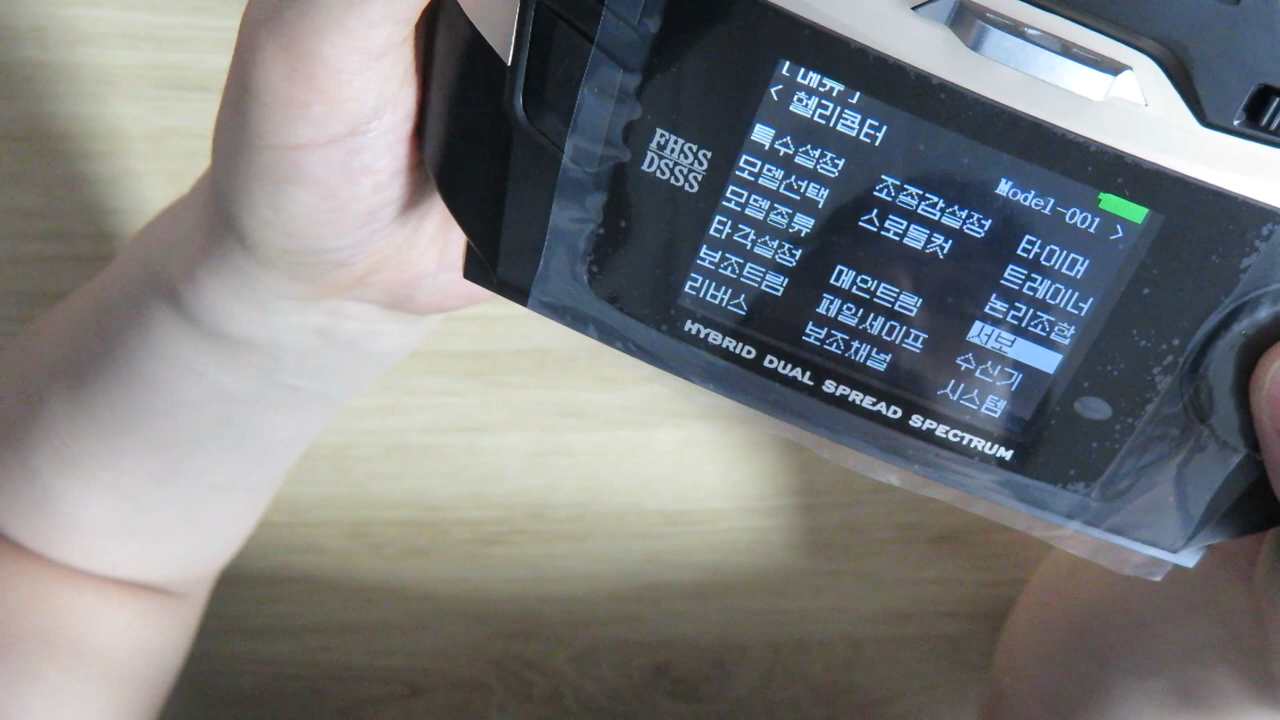 [ 메뉴 ]
< 헬리콥터 Model-001 >
특수설정 조종감설정 타이머
모델선택 스로틀컷 트레이너
모델종류 논리조합
타각설정 메인트림 서보
보조트림 페일세이프 수신기
리버스 보조채널 시스템
FHSS
DSSS
HYBRID DUAL SPREAD SPECTRUM